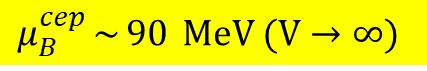 μ_B^{cep} ~ 90 MeV (V → ∞)